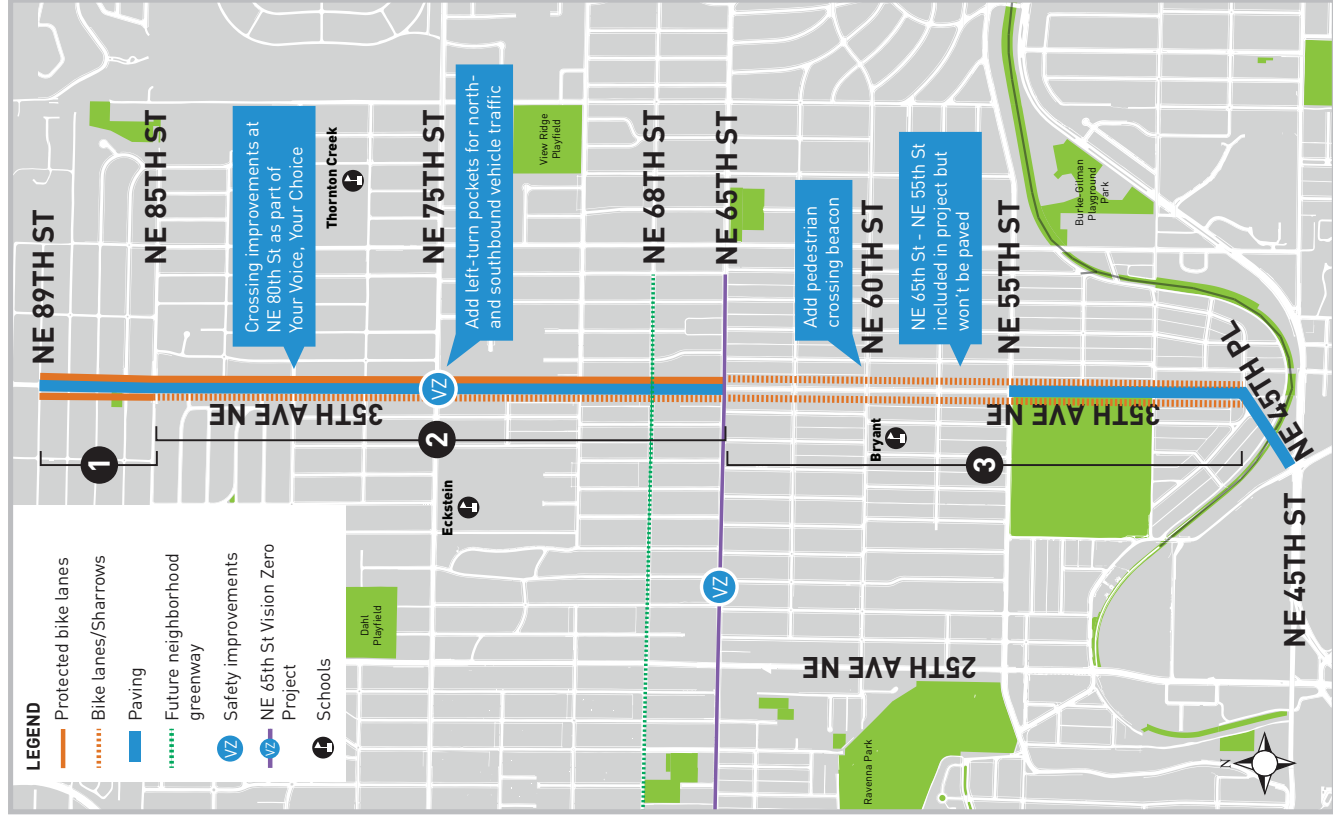 LEGEND
Protected bike lanes
Bike lanes/Sharrows
Paving
Future neighborhood
greenway
VZ
Safety improvements
VZ
NE 65th St Vision Zero
Project
Schools
NE 89TH ST
NE 85TH ST
1
Crossing improvements at
NE 80th St as part of
Your Voice, Your Choice
Thornton Creek
35TH AVE NE
2
NE 75TH ST
VZ
Add left-turn pockets for north-
and southbound vehicle traffic
Eckstein
Dahl
Playfield
View Ridge
Playfield
NE 68TH ST
NE 65TH ST
VZ
Add pedestrian
crossing beacon
NE 60TH ST
Bryant
NE 65th St - NE 55th St
included in project but
won't be paved
25TH AVE NE
Ravenna Park
3
35TH AVE NE
NE 55TH ST
35TH AVE NE
Burke-Gilman
Playground
Park
NE 45TH PL
NE 45TH ST
N